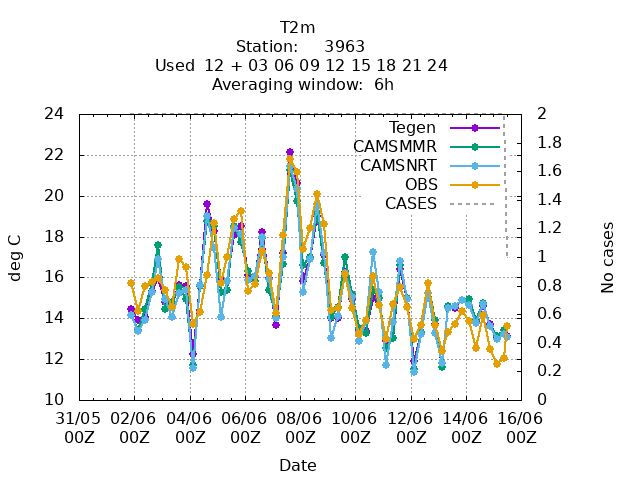 T2m
Station: 3963
Used 12 + 03 06 09 12 15 18 21 24
Averaging window: 6h
24 2
Tegen
22 1.8
CAMSMMR
CAMSNRT
1.6
OBS
20 1.4
CASES
18 1.2
deg C
No cases
1
16 0.8
14 0.6
12 0.4
0.2
10 0
31/05 02/06 04/06 06/06 08/06 10/06 12/06 14/06 16/06
00Z 00Z 00Z 00Z 00Z 00Z 00Z 00Z 00Z
Date